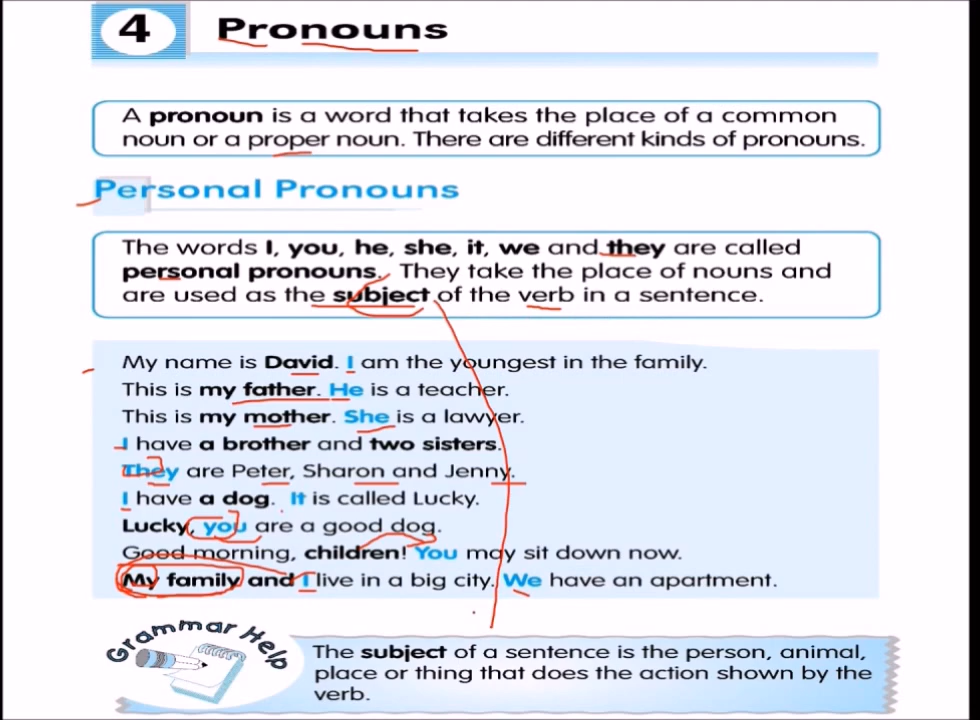 4 Pronouns
A pronoun is a word that takes the place of a common
noun or a proper noun. There are different kinds of pronouns.
Personal Pronouns
The words I, you, he, she, it, we and they are called
personal pronouns. They take the place of nouns and
are used as the subject of the verb in a sentence.
My name is David. I am the youngest in the family.
This is my father. He is a teacher.
This is my mother. She is a lawyer.
I have a brother and two sisters.
They are Peter, Sharon and Jenny.
I have a dog. It is called Lucky.
Lucky, you are a good dog.
Good morning, children! You may sit down now.
My family and I live in a big city. We have an apartment.
Grammar Help
The subject of a sentence is the person, animal,
place or thing that does the action shown by the
verb.